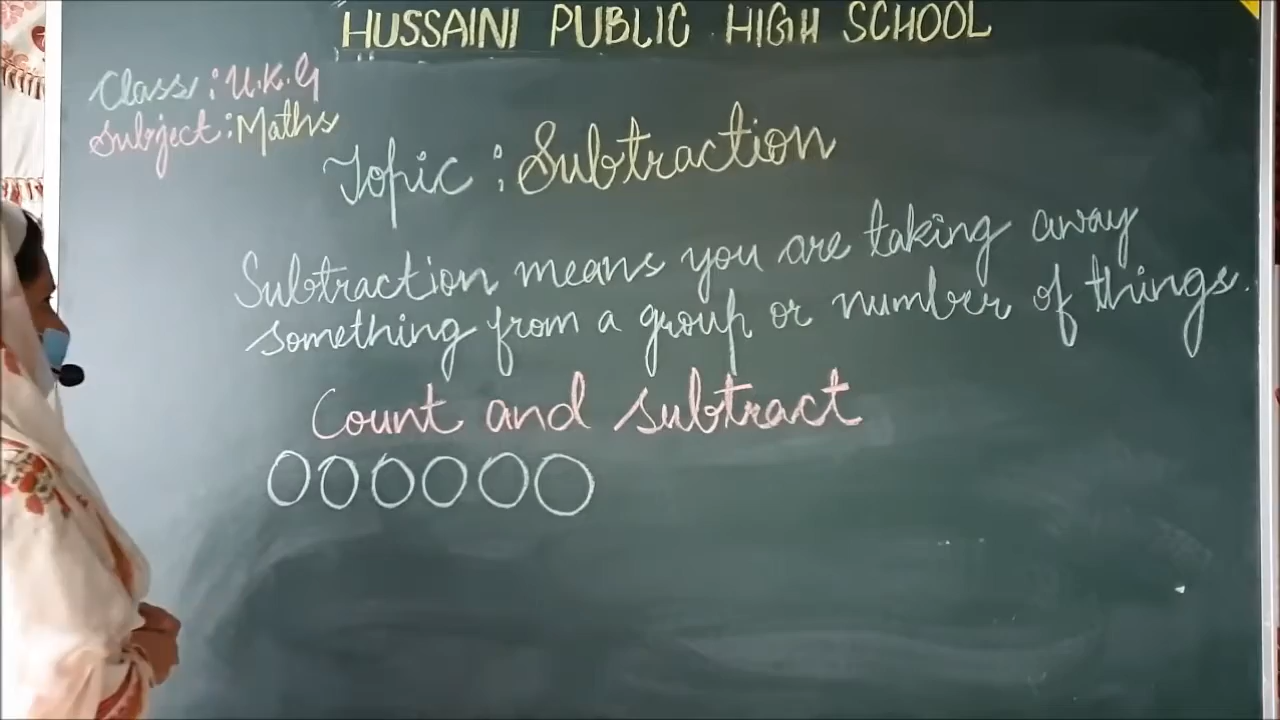 HUSSAINI PUBLIC HIGH SCHOOL
Class: U.K.G
Subject: Maths
Topic: Subtraction
Subtraction means you are taking away
something from a group or number of things.
Count and subtract